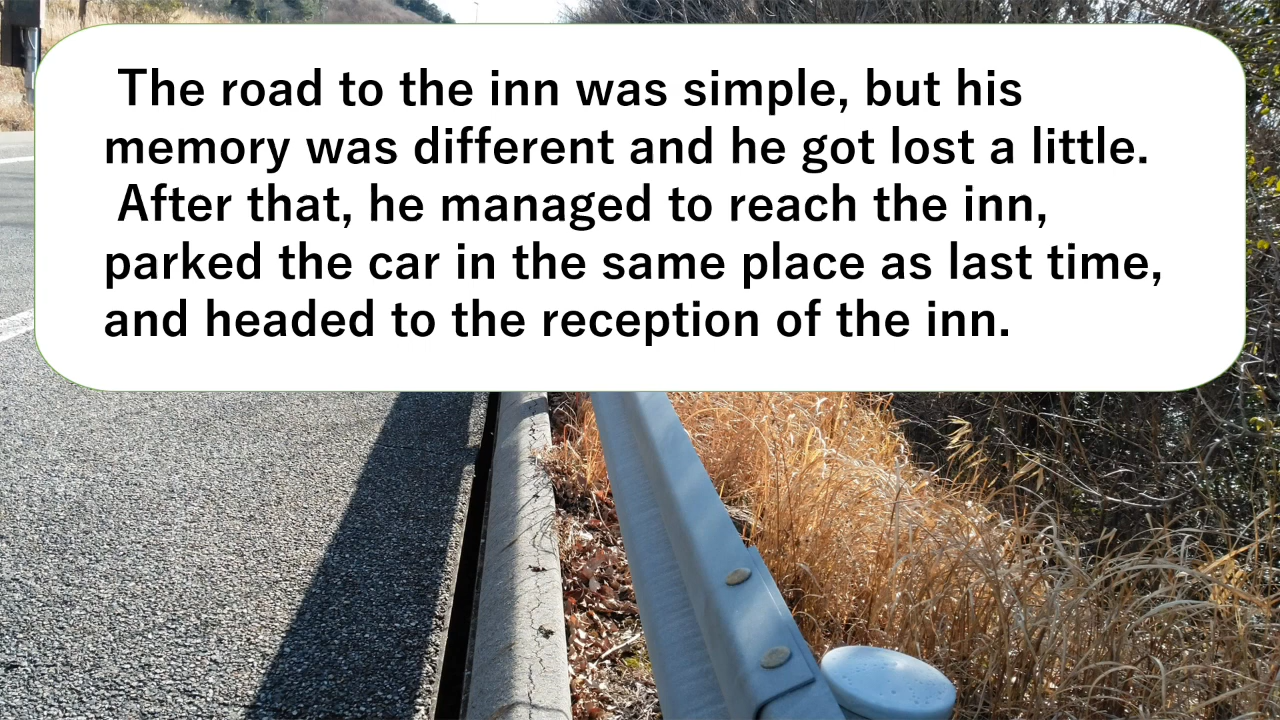 The road to the inn was simple, but his
memory was different and he got lost a little.
After that, he managed to reach the inn,
parked the car in the same place as last time,
and headed to the reception of the inn.